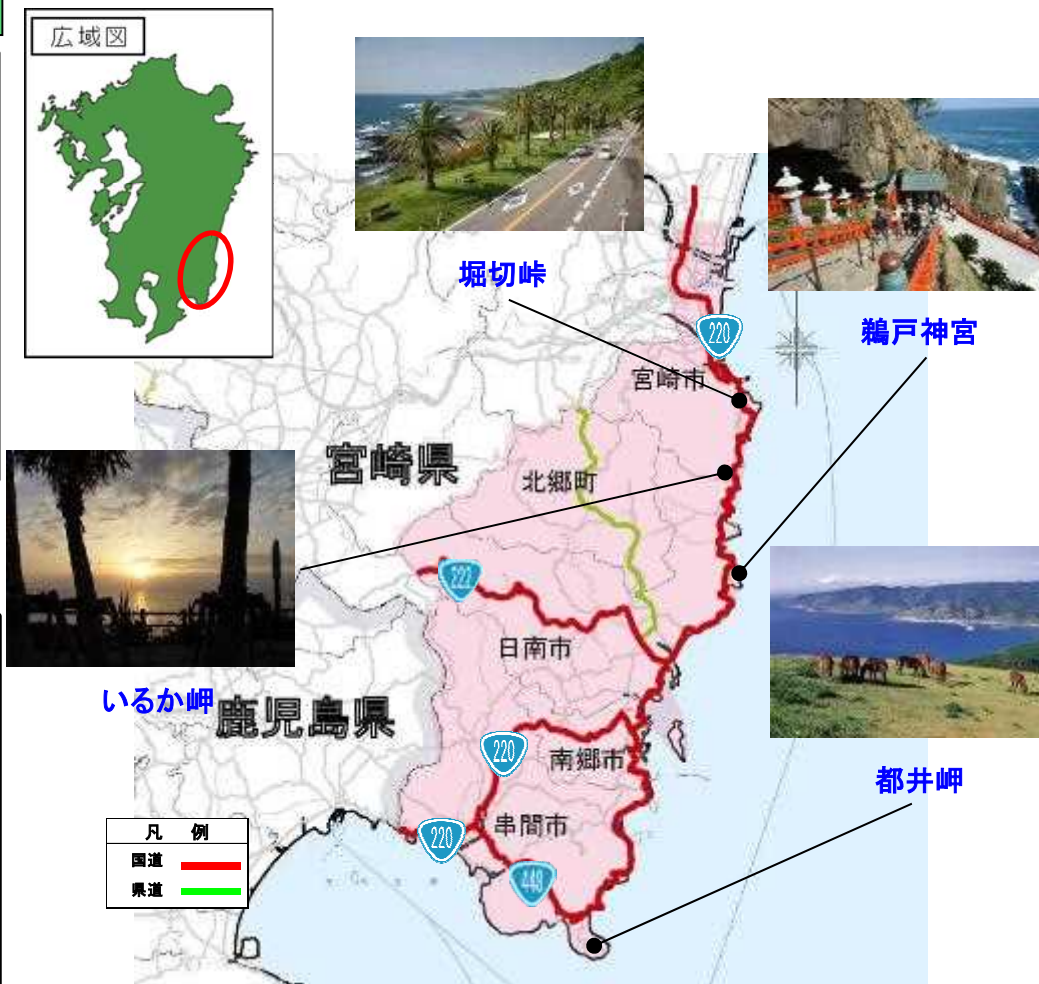 広域図
堀切峠
鵜戸神宮
220
宮崎市
宮崎県
北郷町
222
日南市
いるか岬
鹿児島県
220
南郷市
都井岬
串間市
220
448
凡 例
国道
県道